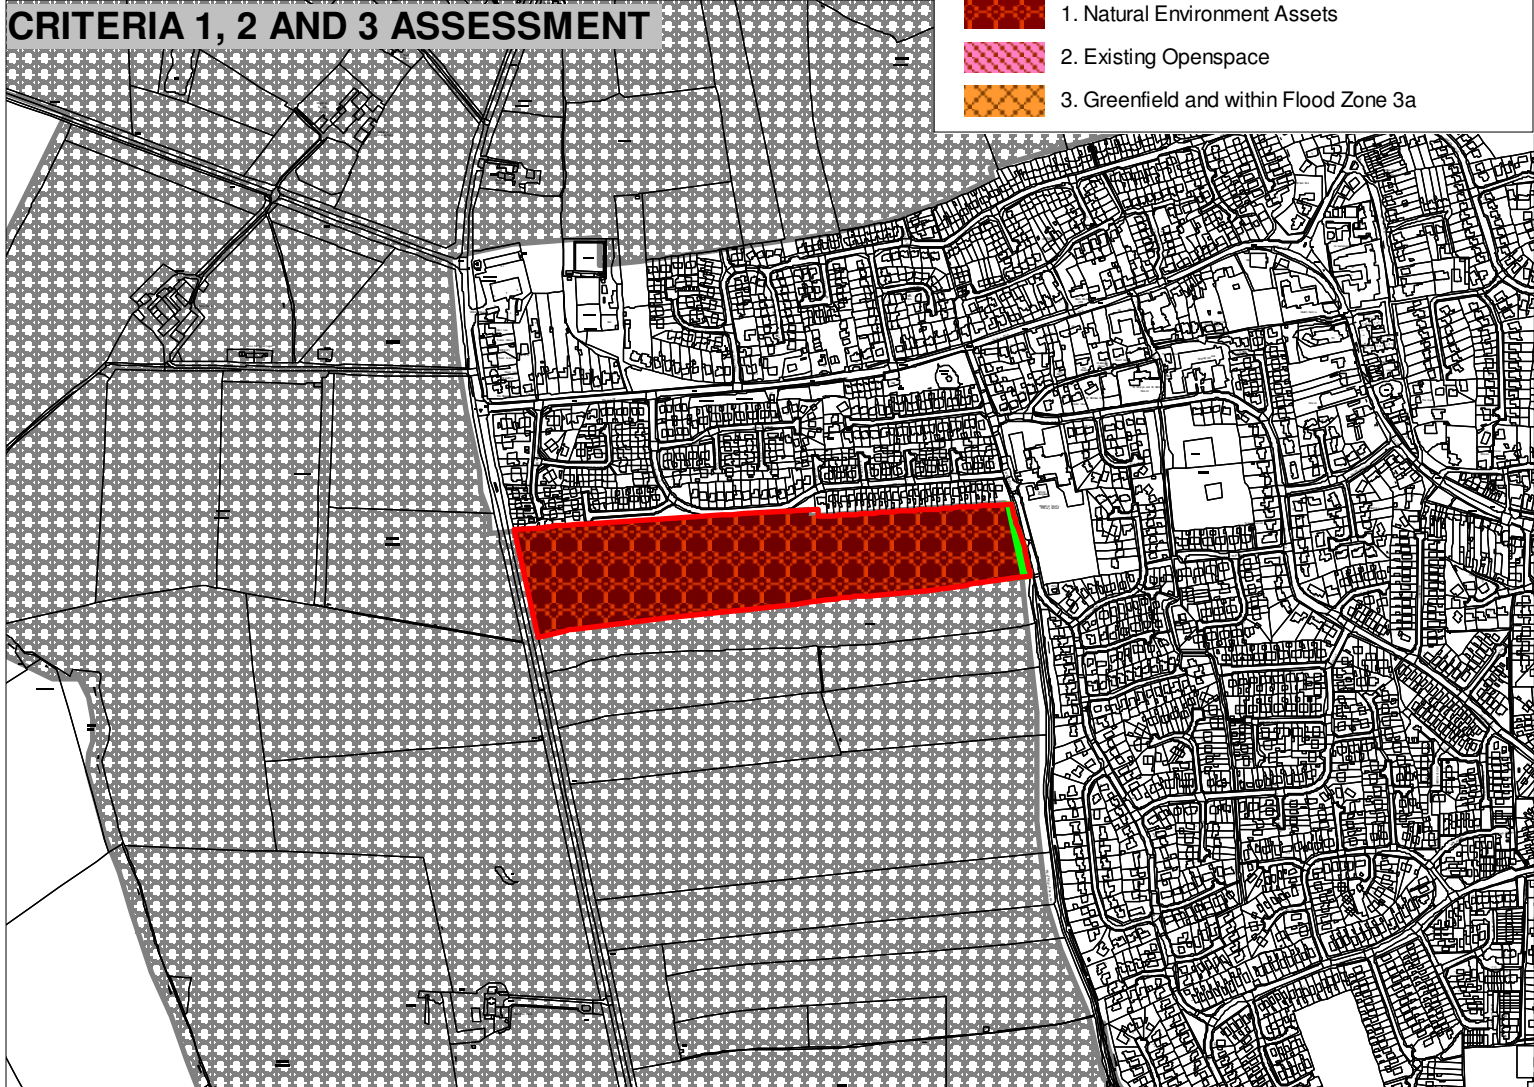 CRITERIA 1, 2 AND 3 ASSESSMENT
1. Natural Environment Assets
2. Existing Openspace
3. Greenfield and within Flood Zone 3a